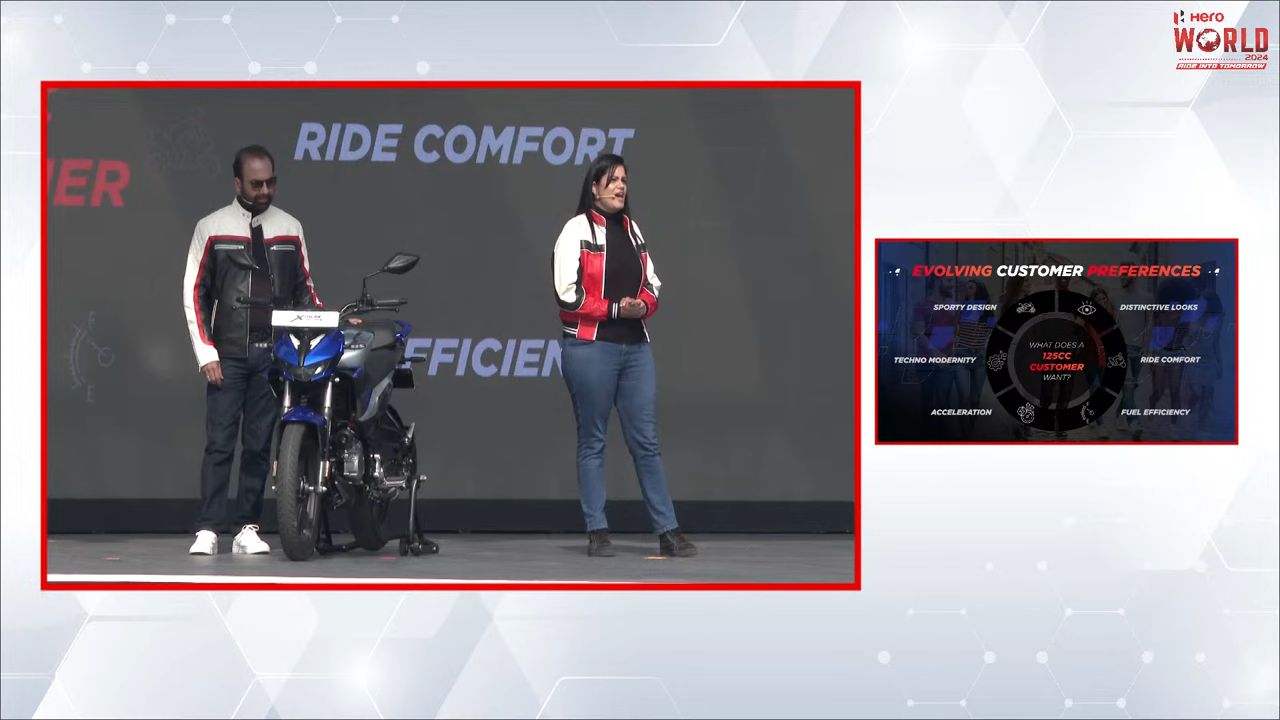 Hero
WORLD
2024
RIDE INTO TOMORROW
RIDE COMFORT
IER
EFFICIEN
F
E
EVOLVING CUSTOMER PREFERENCES
SPORTY DESIGN
DISTINCTIVE LOOKS
TECHNO MODERNITY
WHAT DOES A
125CC
CUSTOMER
WANT?
RIDE COMFORT
ACCELERATION
FUEL EFFICIENCY